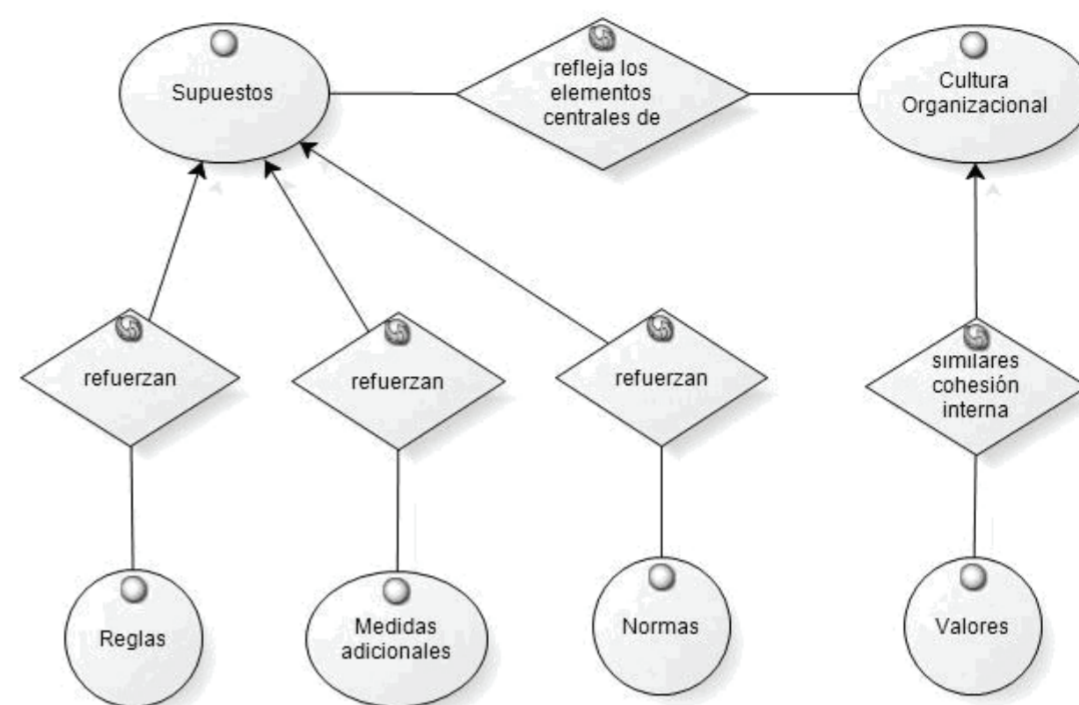 Supuestos
refleja los
elementos
centrales de
Cultura
Organizacional
refuerzan
refuerzan
refuerzan
similares
cohesión
interna
Reglas
Medidas
adicionales
Normas
Valores